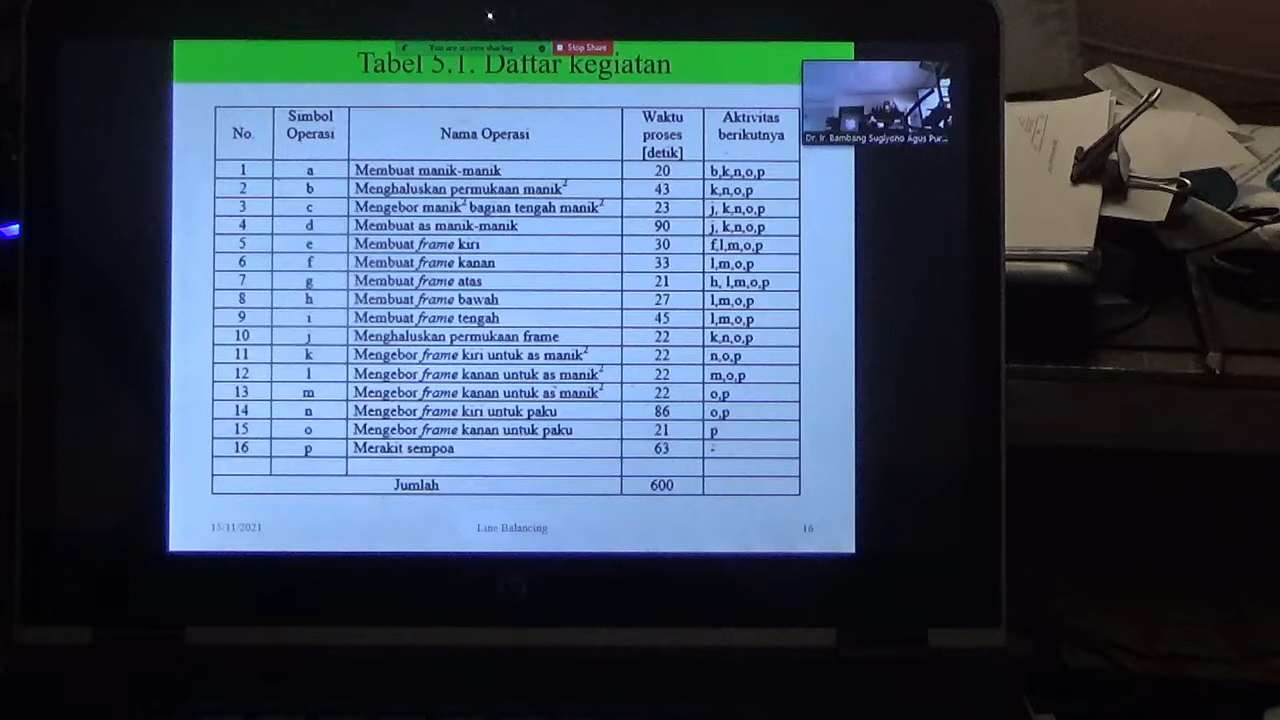 You are screen sharing Stop Share
Tabel 5.1. Daftar kegiatan
Dr. Ir. Bambang Sugiyono Agus Pur...
No. Simbol Operasi Nama Operasi Waktu proses [detik] Aktivitas berikutnya
1 a Membuat manik-manik 20 b,k,n,o,p
2 b Menghaluskan permukaan manik² 43 k,n,o,p
3 c Mengebor manik² bagian tengah manik² 23 j, k,n,o,p
4 d Membuat as manik-manik 90 j, k,n,o,p
5 e Membuat frame kiri 30 f,l,m,o,p
6 f Membuat frame kanan 33 l,m,o,p
7 g Membuat frame atas 21 h, l,m,o,p
8 h Membuat frame bawah 27 l,m,o,p
9 i Membuat frame tengah 45 l,m,o,p
10 j Menghaluskan permukaan frame 22 k,n,o,p
11 k Mengebor frame kiri untuk as manik² 22 n,o,p
12 l Mengebor frame kanan untuk as manik² 22 m,o,p
13 m Mengebor frame kanan untuk as manik² 22 o,p
14 n Mengebor frame kiri untuk paku 86 o,p
15 o Mengebor frame kanan untuk paku 21 p
16 p Merakit sempoa 63 -
Jumlah 600
15/11/2021 Line Balancing 16